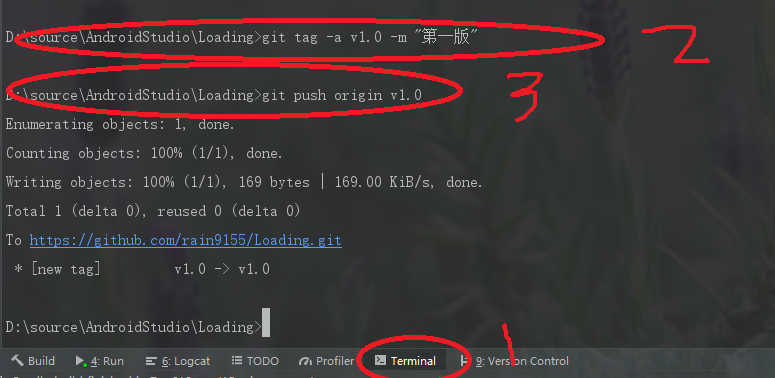 D:\source\AndroidStudio\Loading>git tag -a v1.0 -m "第一版"
2
D:\source\AndroidStudio\Loading>git push origin v1.0
3
Enumerating objects: 1, done.
Counting objects: 100% (1/1), done.
Writing objects: 100% (1/1), 169 bytes | 169.00 KiB/s, done.
Total 1 (delta 0), reused 0 (delta 0)
To https://github.com/rain9155/Loading.git
* [new tag] v1.0 -> v1.0
D:\source\AndroidStudio\Loading>
1
Build 4: Run 6: Logcat TODO Profiler Terminal 9: Version Control